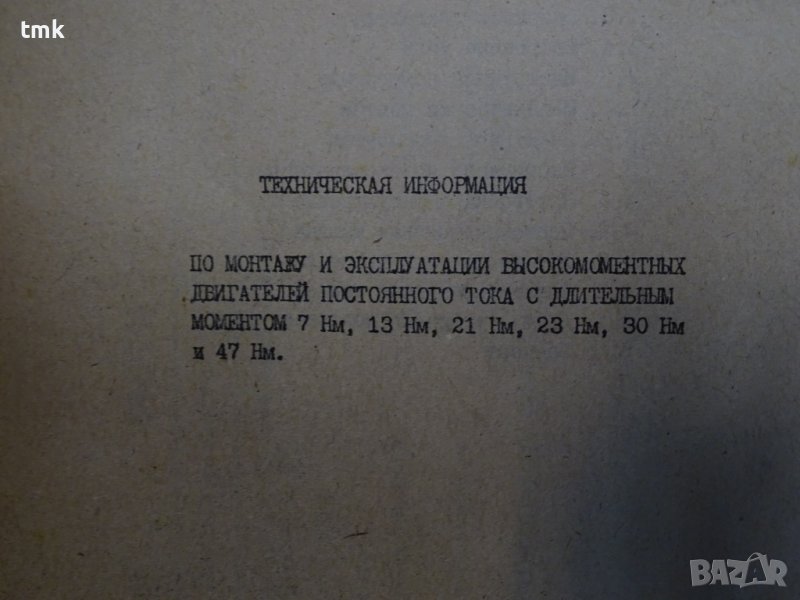 tmk
ТЕХНИЧЕСКАЯ ИНФОРМАЦИЯ
ПО МОНТАЖУ И ЭКСПЛУАТАЦИИ ВЫСОКОМОМЕНТНЫХ
ДВИГАТЕЛЕЙ ПОСТОЯННОГО ТОКА С ДЛИТЕЛЬНЫМ
МОМЕНТОМ 7 Нм, 13 Нм, 21 Нм, 23 Нм, 30 Нм
и 47 Нм.
BAZAR